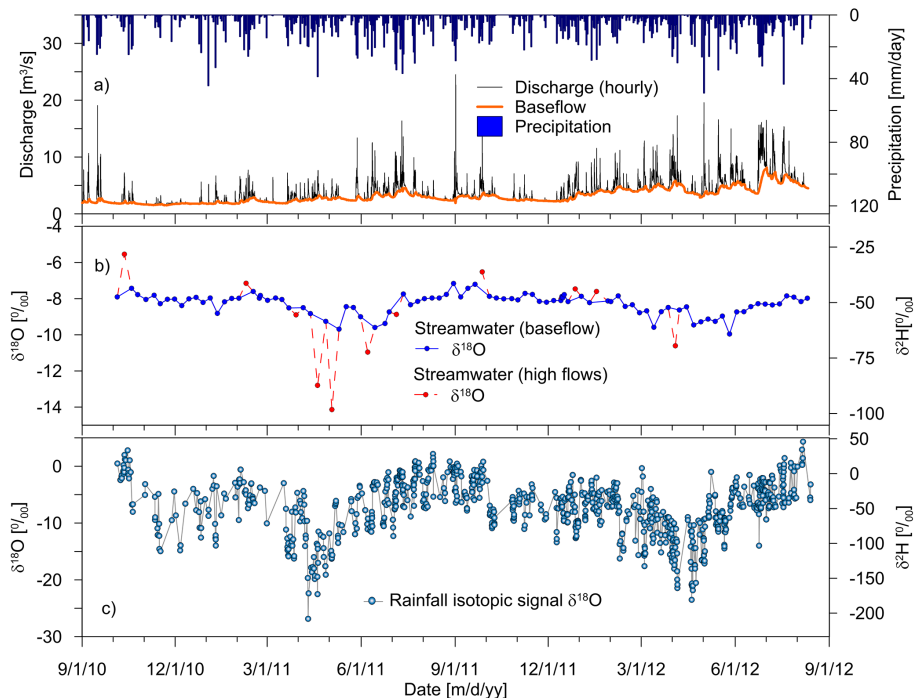 30
20
10
0
Discharge [m³/s]
a)
Discharge (hourly)
Baseflow
Precipitation
0
40
80
120
Precipitation [mm/day]
-4
-6
-8
-10
-12
-14
δ¹⁸O [⁰/₀₀]
b)
Streamwater (baseflow)
δ¹⁸O
Streamwater (high flows)
δ¹⁸O
-25
-50
-75
-100
δ²H[⁰/₀₀]
0
-10
-20
-30
δ¹⁸O [⁰/₀₀]
c)
Rainfall isotopic signal δ¹⁸O
50
0
-50
-100
-150
-200
δ²H [⁰/₀₀]
9/1/10 12/1/10 3/1/11 6/1/11 9/1/11 12/1/11 3/1/12 6/1/12 9/1/12
Date [m/d/yy]